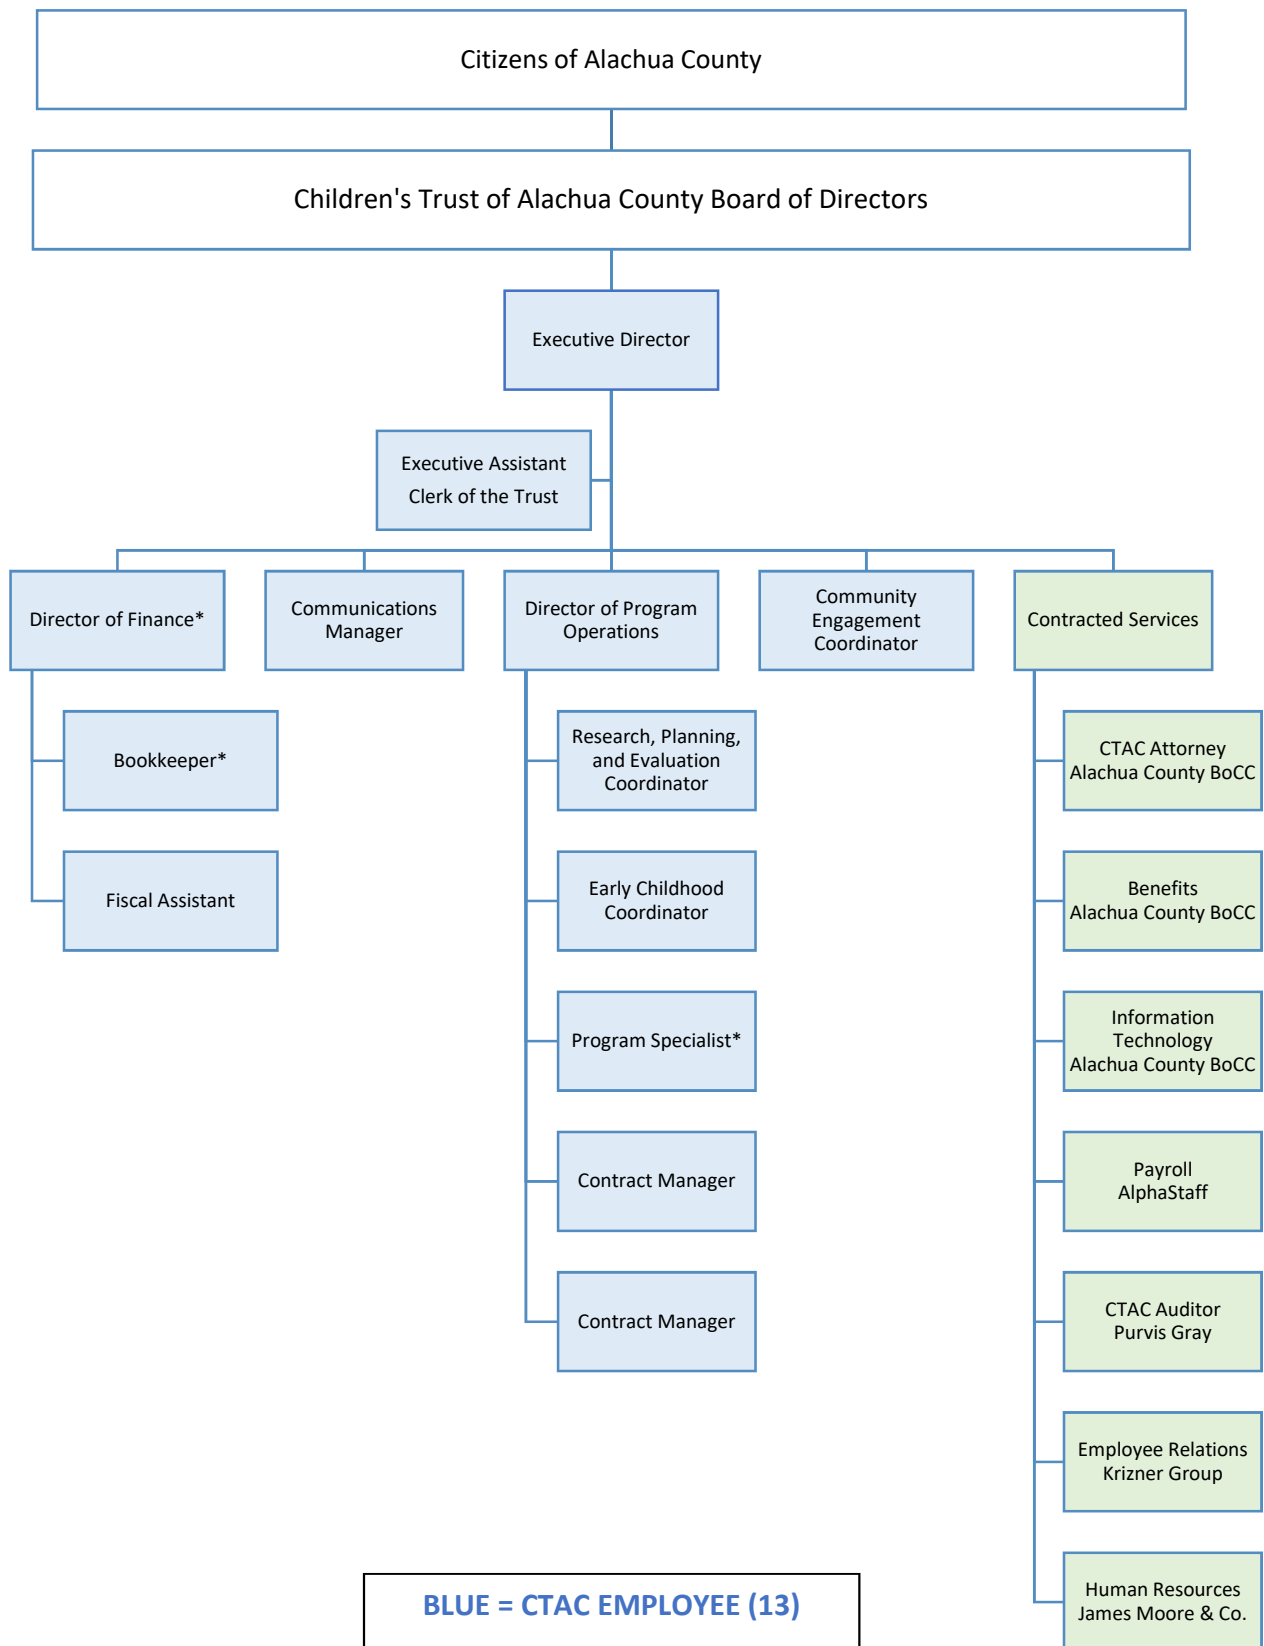 Citizens of Alachua County
Children's Trust of Alachua County Board of Directors
Executive Director
Executive Assistant
Clerk of the Trust
Director of Finance*
Communications
Manager
Director of Program
Operations
Community
Engagement
Coordinator
Contracted Services
Bookkeeper*
Fiscal Assistant
Research, Planning,
and Evaluation
Coordinator
Early Childhood
Coordinator
Program Specialist*
Contract Manager
Contract Manager
CTAC Attorney
Alachua County BoCC
Benefits
Alachua County BoCC
Information
Technology
Alachua County BoCC
Payroll
AlphaStaff
CTAC Auditor
Purvis Gray
Employee Relations
Krizner Group
Human Resources
James Moore & Co.
BLUE = CTAC EMPLOYEE (13)